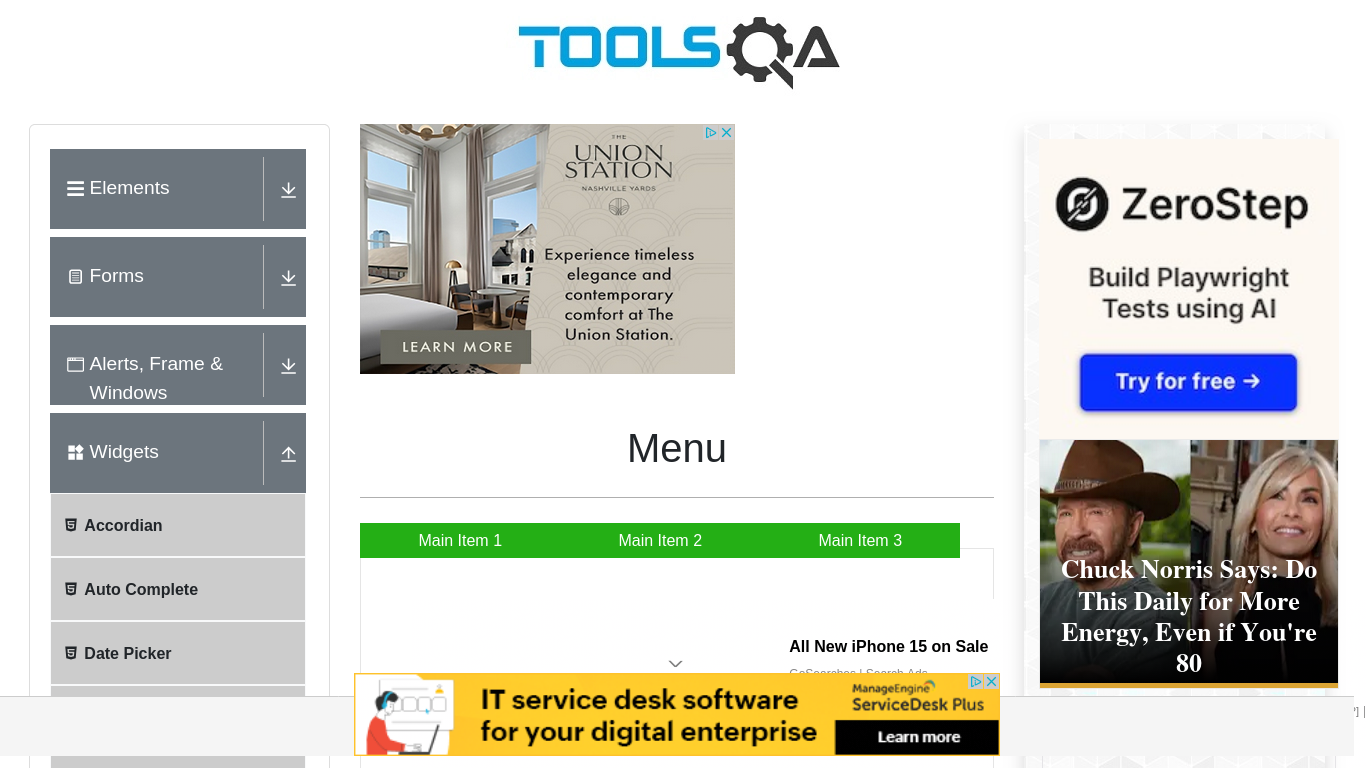 TOOLSQA
Elements
Forms
Alerts, Frame &
Windows
Widgets
Accordian
Auto Complete
Date Picker
THE
UNION
STATION
NASHVILLE YARDS
Experience timeless
elegance and
contemporary
comfort at The
Union Station.
LEARN MORE
Menu
Main Item 1
Main Item 2
Main Item 3
All New iPhone 15 on Sale
GoSearches | Search Ads
IT service desk software
for your digital enterprise
ManageEngine
ServiceDesk Plus
Learn more
ZeroStep
Build Playwright
Tests using AI
Try for free →
Chuck Norris Says: Do
This Daily for More
Energy, Even if You're
80